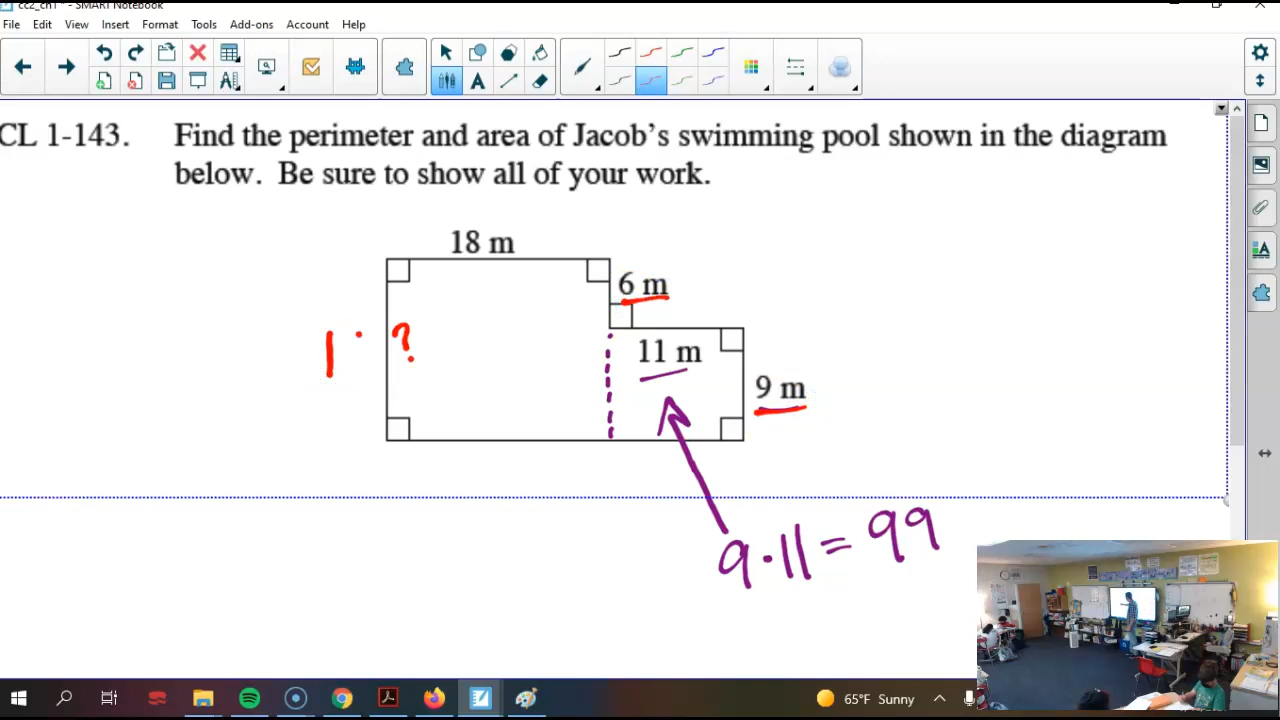 cc2_ch1 * - SMART Notebook
File Edit View Insert Format Tools Add-ons Account Help
CL 1-143. Find the perimeter and area of Jacob's swimming pool shown in the diagram
below. Be sure to show all of your work.
18 m
6 m
1 ?
11 m
9 m
9·11=99
65°F Sunny